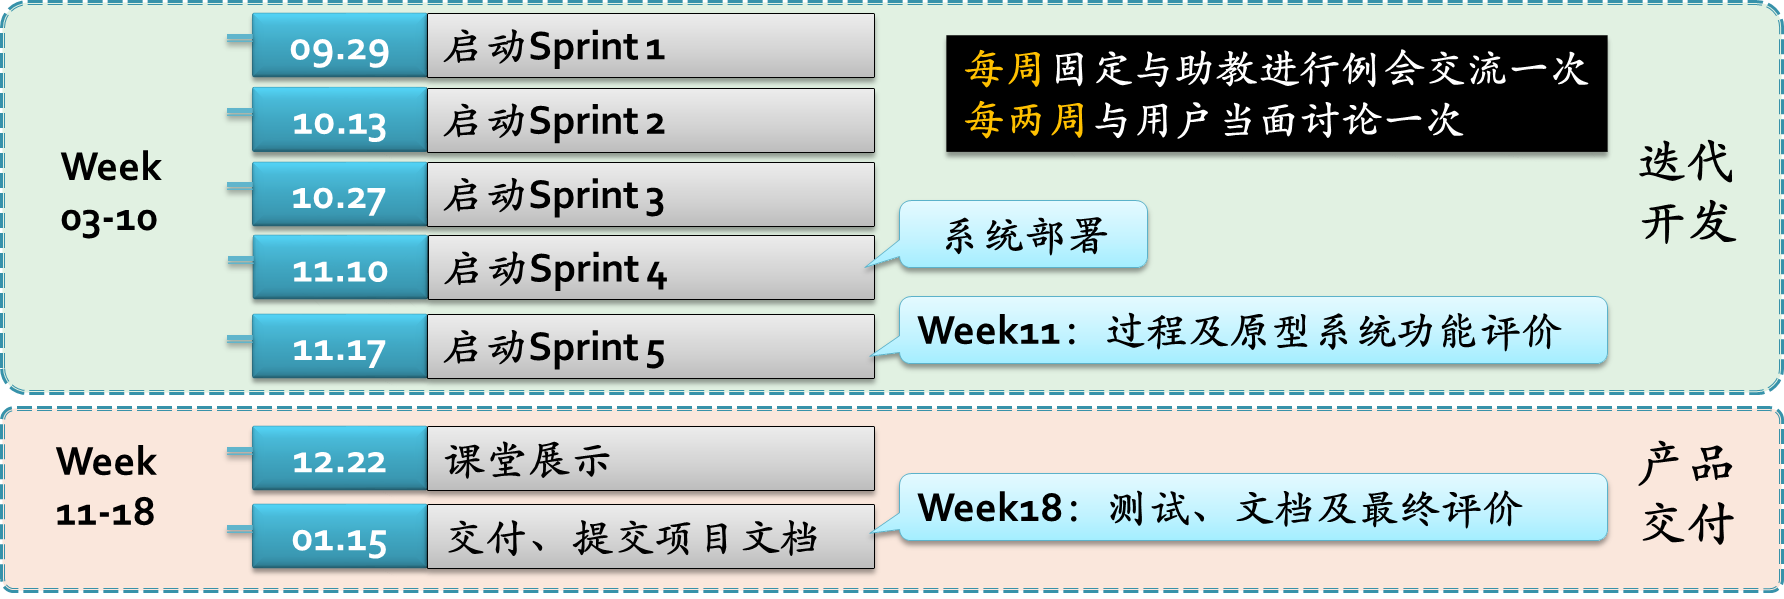 Week
03-10
09.29 启动Sprint 1
10.13 启动Sprint 2
10.27 启动Sprint 3
11.10 启动Sprint 4
11.17 启动Sprint 5
每周固定与助教进行例会交流一次
每两周与用户当面讨论一次
系统部署
Week11：过程及原型系统功能评价
迭代
开发
Week
11-18
12.22 课堂展示
01.15 交付、提交项目文档
Week18：测试、文档及最终评价
产品
交付